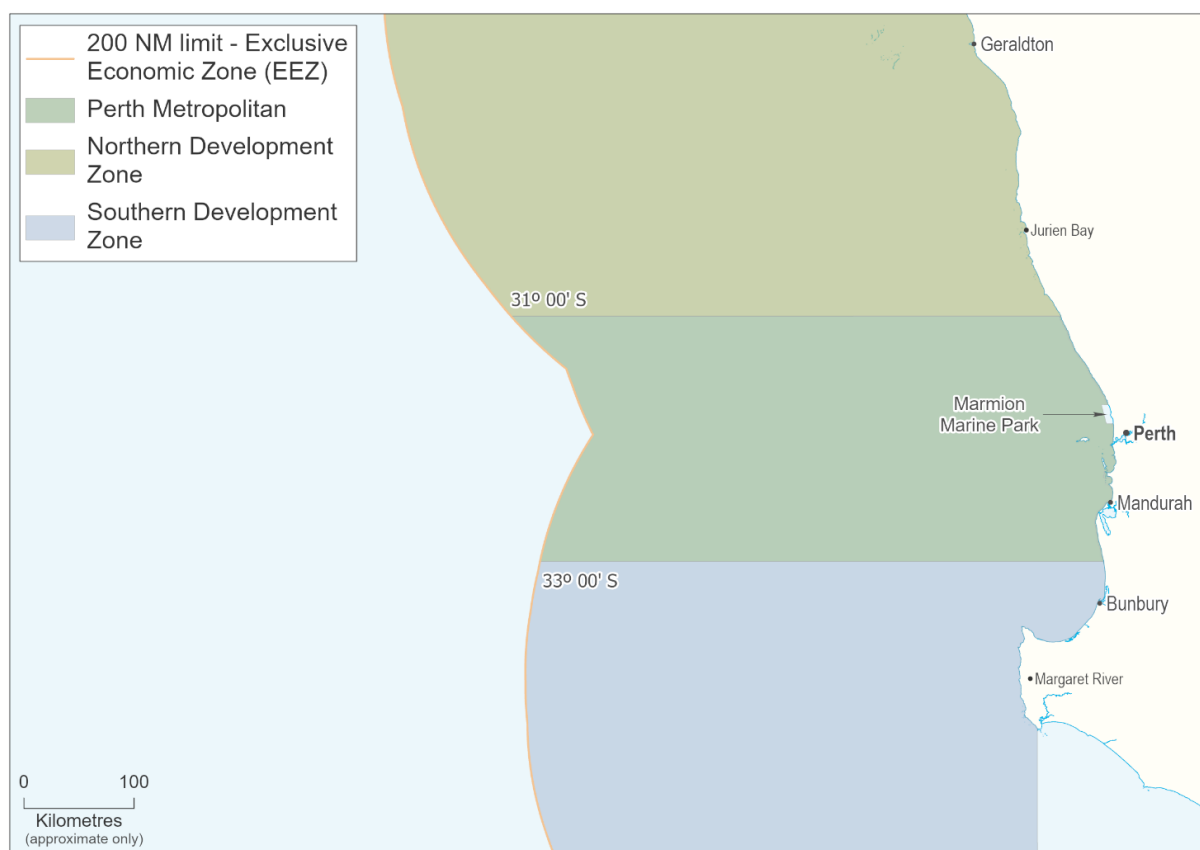 200 NM limit - Exclusive
Economic Zone (EEZ)
Perth Metropolitan
Northern Development
Zone
Southern Development
Zone
Geraldton
Jurien Bay
31º 00' S
Marmion
Marine Park
Perth
Mandurah
33º 00' S
Bunbury
Margaret River
0 100
Kilometres
(approximate only)